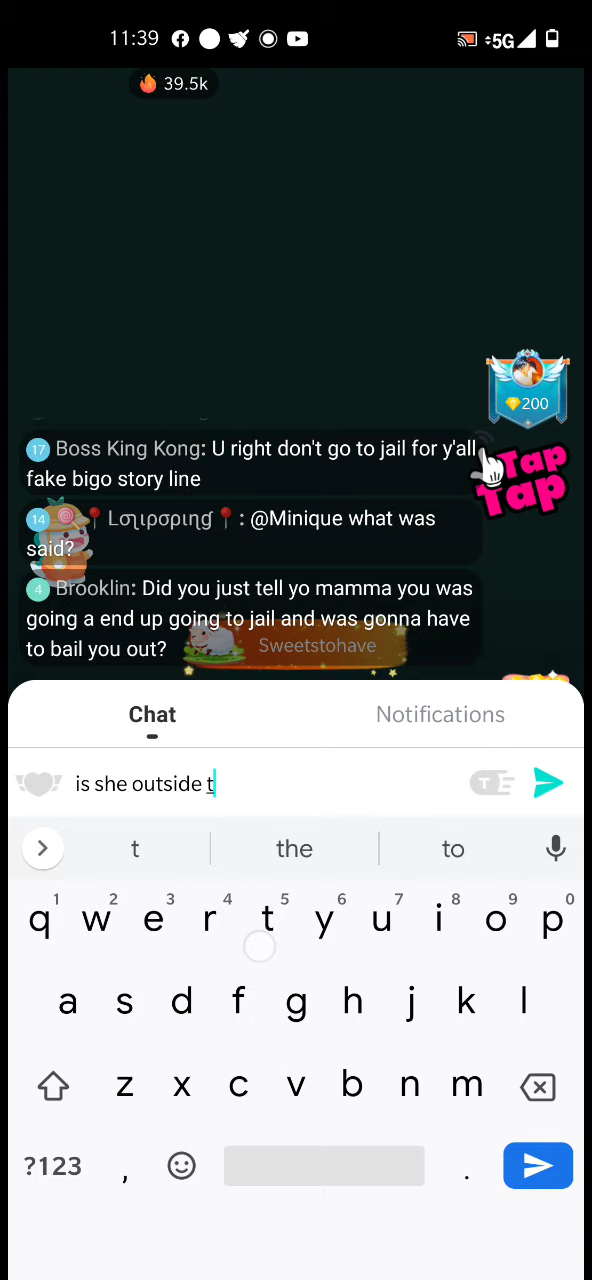 11:39
5G
39.5k
200
Tap
Tap
17 Boss King Kong: U right don't go to jail for y'all
fake bigo story line
14 📍Lʊιρσριηɠ📍: @Minique what was
said?
4 Brooklin: Did you just tell yo mamma you was
going a end up going to jail and was gonna have
to bail you out?
Sweetstohave
Chat Notifications
is she outside t
T
t the to
1 2 3 4 5 6 7 8 9 0
q w e r t y u i o p
a s d f g h j k l
z x c v b n m
?123 , .